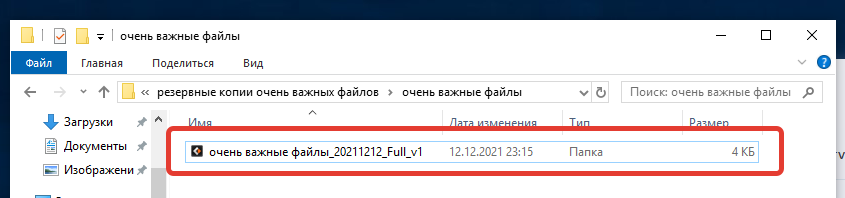 очень важные файлы
Файл Главная Поделиться Вид
« резервные копии очень важных файлов › очень важные файлы Поиск: очень важные файлы
Загрузки Имя Дата изменения Тип Размер
Документы очень важные файлы_20211212_Full_v1 12.12.2021 23:15 Папка 4 КБ
Изображени